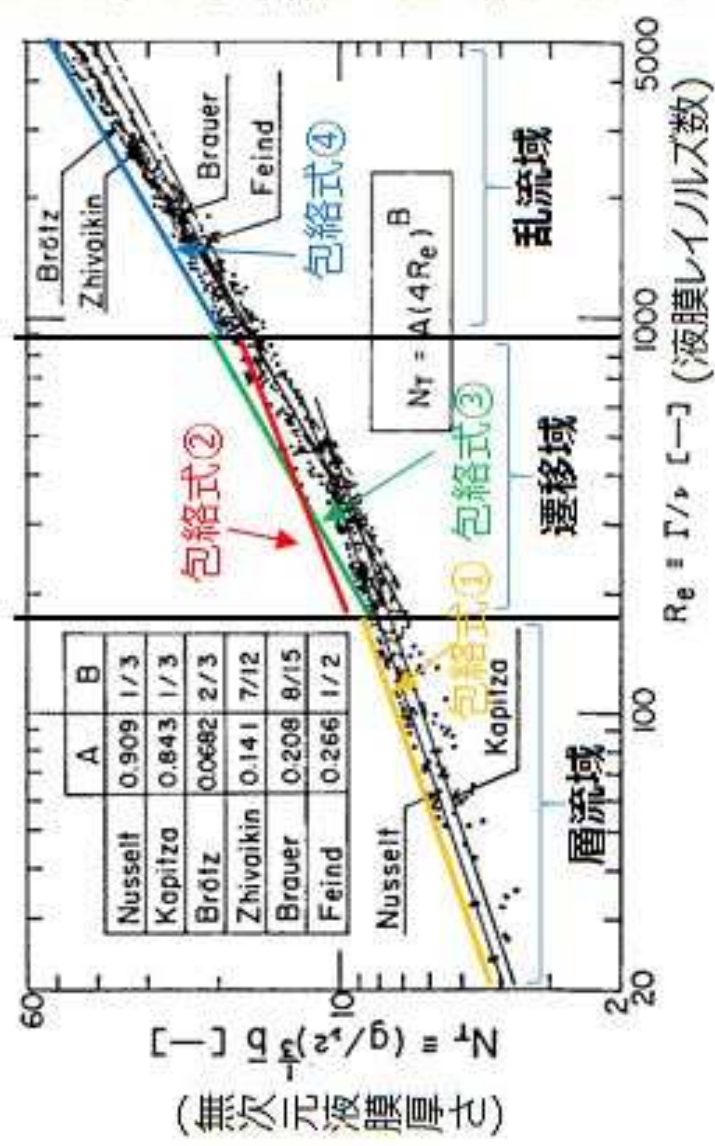 60
10
2
20
100
1000
5000
N_T ≡ (g/ν²)^{1/3} b̄ [—]
(無次元液膜厚さ)
Re ≡ Γ/ν [—] (液膜レイノルズ数)
A B
Nusselt 0.909 1/3
Kapitza 0.843 1/3
Brötz 0.0682 2/3
Zhivaikin 0.141 7/12
Brauer 0.208 8/15
Feind 0.266 1/2
Nusselt
Kapitza
包絡式①
層流域
包絡式②
包絡式③
遷移域
Brötz
Zhivaikin
Brauer
Feind
包絡式④
N_T = A(4Re)^B
乱流域